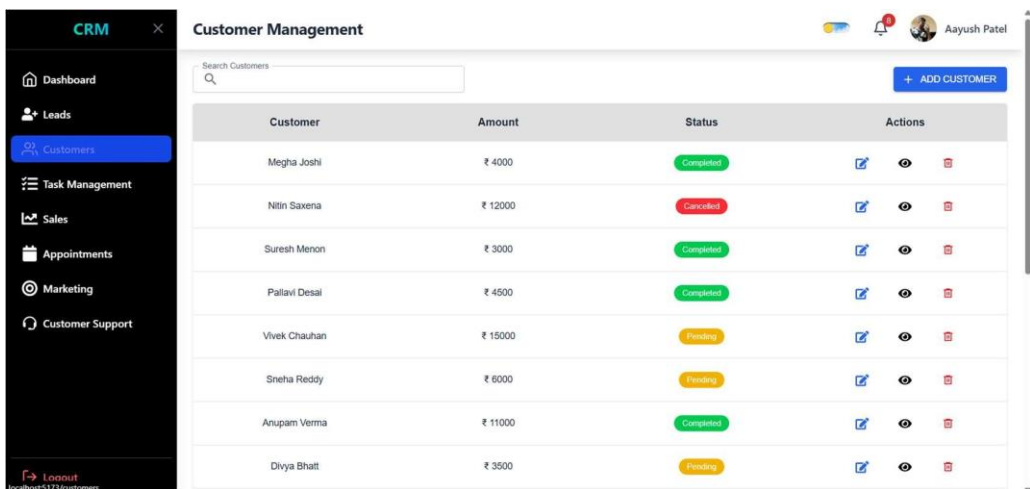 CRM
Customer Management
8
Aayush Patel
Dashboard
Leads
Customers
Task Management
Sales
Appointments
Marketing
Customer Support
Logout
localhost:5173/customers
Search Customers
+ ADD CUSTOMER
Customer Amount Status Actions
Megha Joshi ₹ 4000 Completed
Nitin Saxena ₹ 12000 Cancelled
Suresh Menon ₹ 3000 Completed
Pallavi Desai ₹ 4500 Completed
Vivek Chauhan ₹ 15000 Pending
Sneha Reddy ₹ 6000 Pending
Anupam Verma ₹ 11000 Completed
Divya Bhatt ₹ 3500 Pending